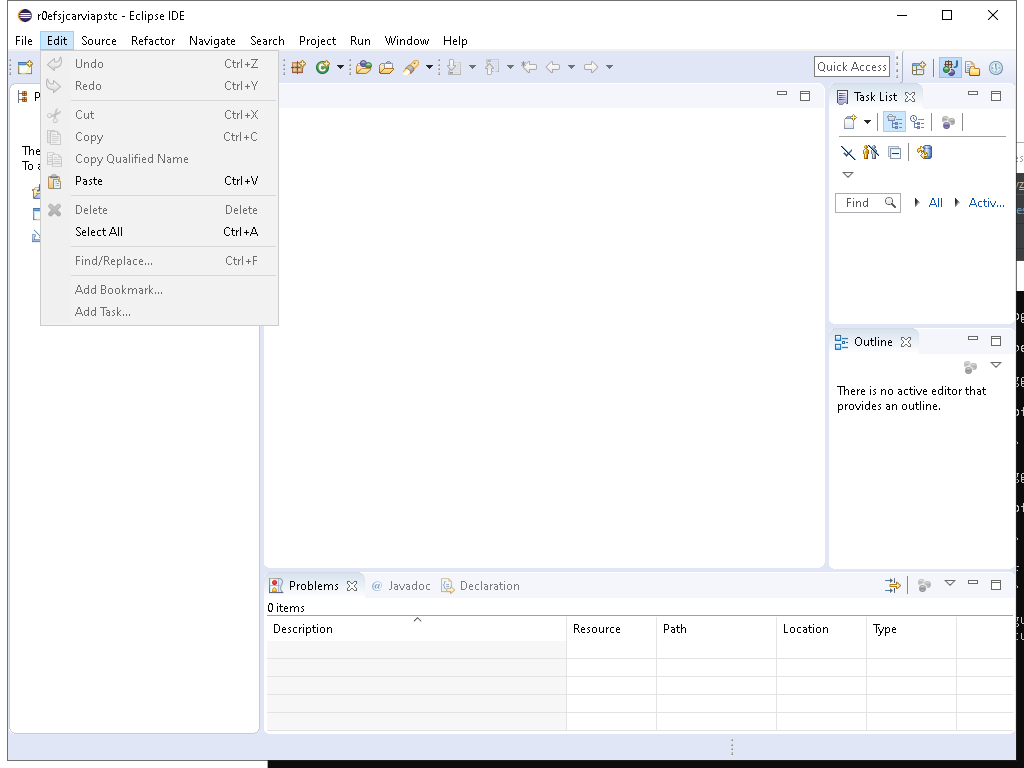 r0efsjcarviapstc - Eclipse IDE
File Edit Source Refactor Navigate Search Project Run Window Help
Undo Ctrl+Z
Redo Ctrl+Y
Cut Ctrl+X
Copy Ctrl+C
Copy Qualified Name
Paste Ctrl+V
Delete Delete
Select All Ctrl+A
Find/Replace... Ctrl+F
Add Bookmark...
Add Task...
Quick Access
P
The
To a
Task List
Find All Activ...
Outline
There is no active editor that
provides an outline.
Problems @ Javadoc Declaration
0 items
Description Resource Path Location Type